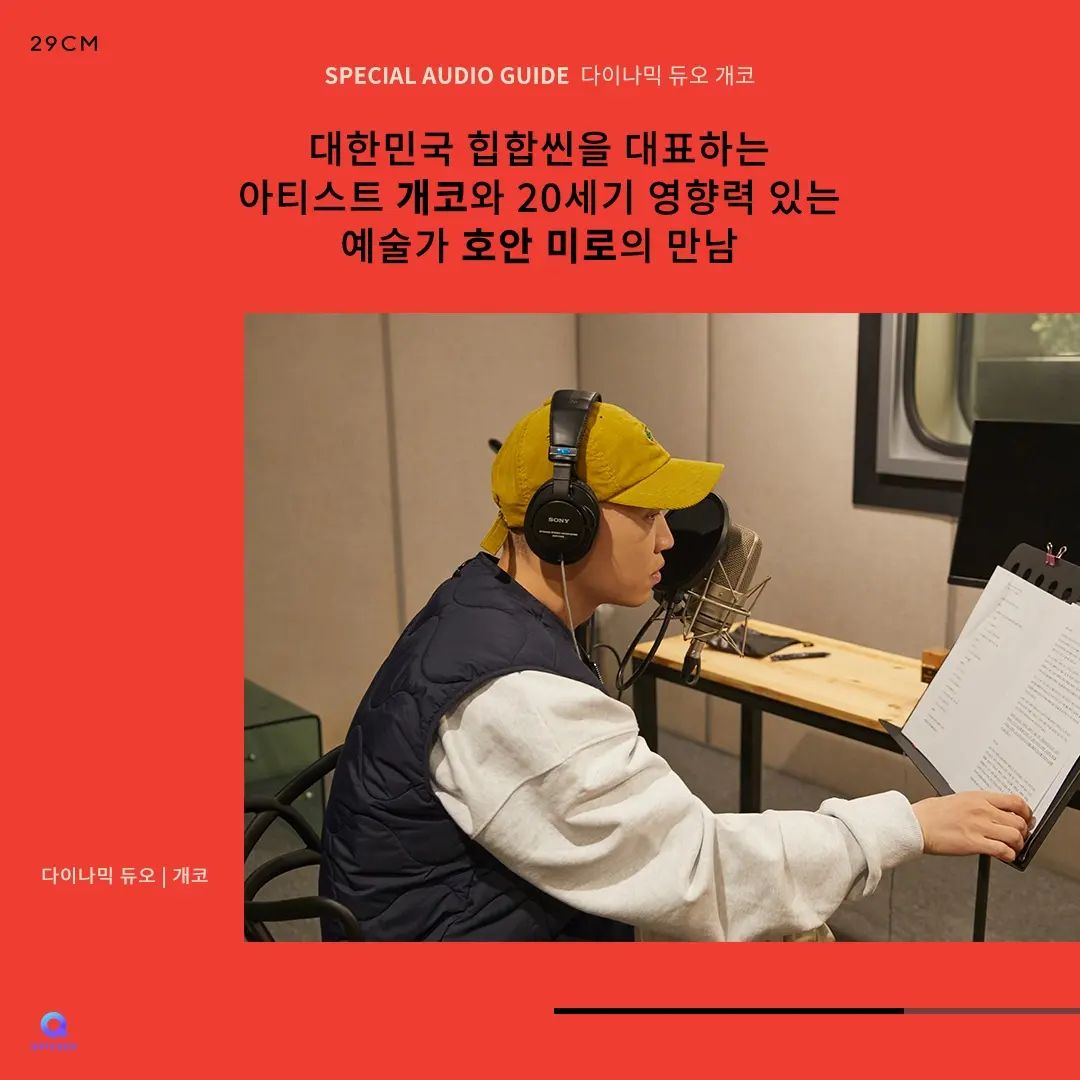 29CM
SPECIAL AUDIO GUIDE 다이나믹 듀오 개코
대한민국 힙합씬을 대표하는
아티스트 개코와 20세기 영향력 있는
예술가 호안 미로의 만남
SONY
다이나믹 듀오 | 개코